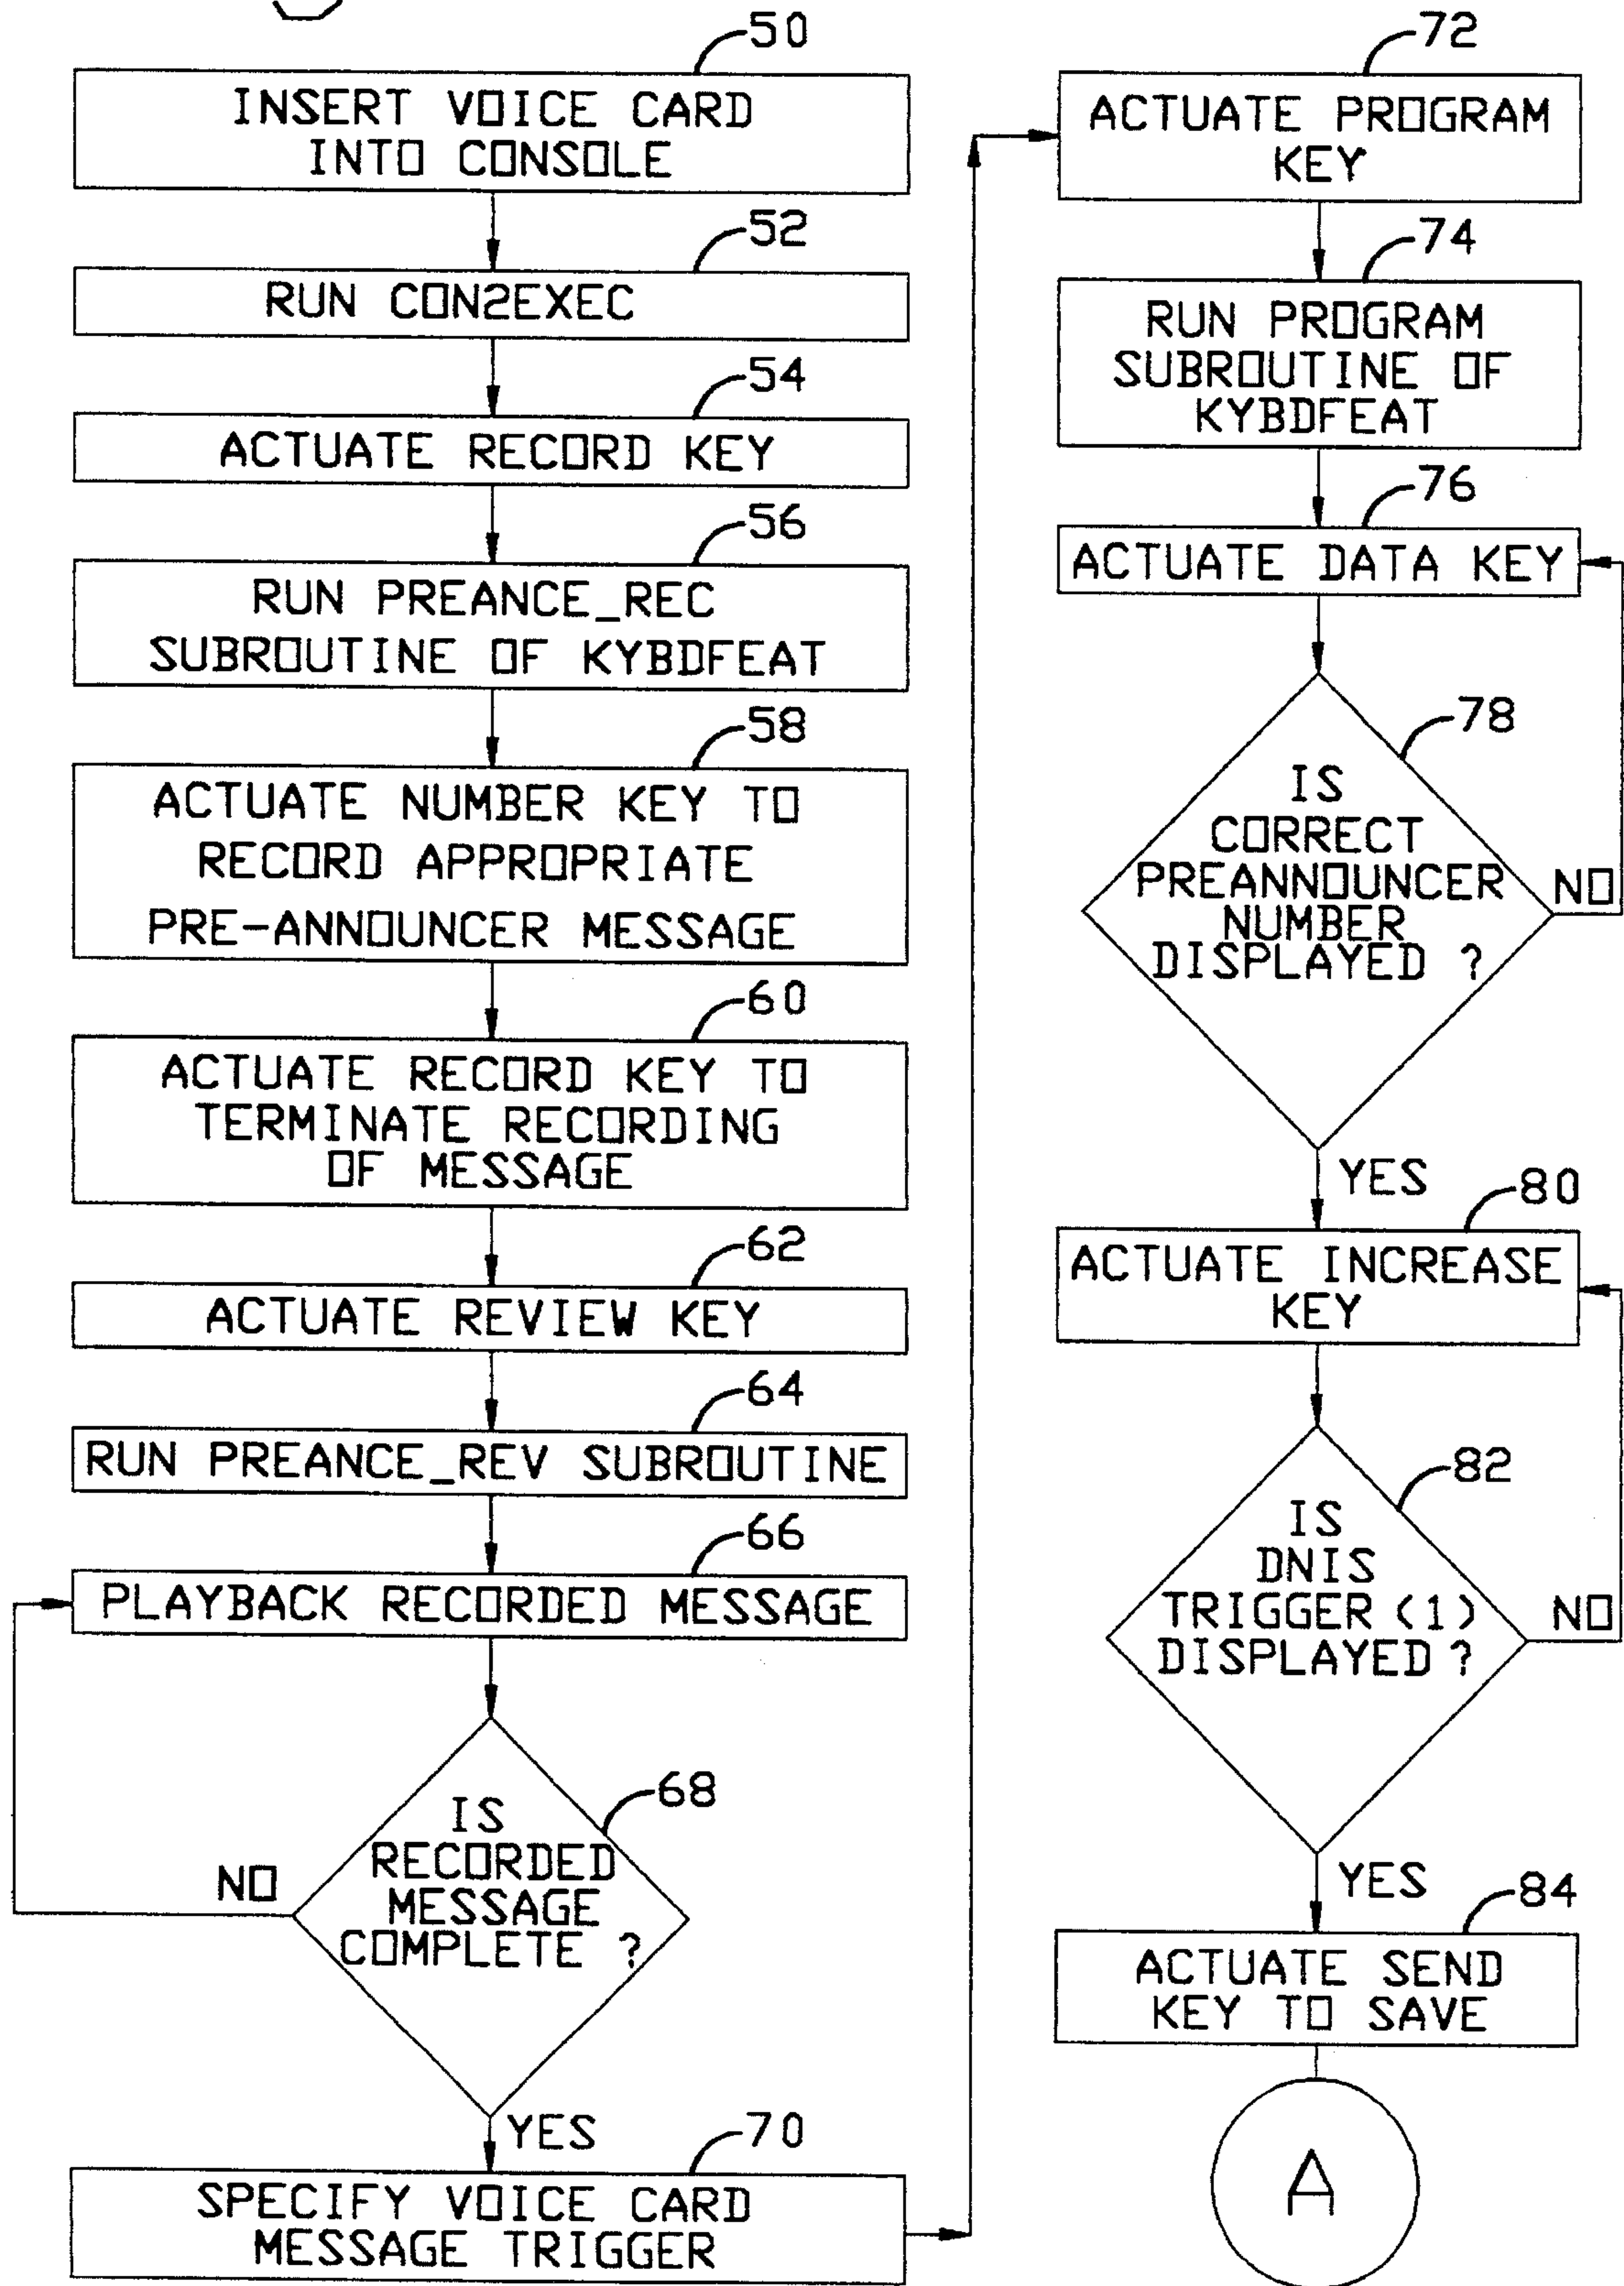 50
INSERT VOICE CARD
INTO CONSOLE
52
RUN CON2EXEC
54
ACTUATE RECORD KEY
56
RUN PREANCE_REC
SUBROUTINE OF KYBDFEAT
58
ACTUATE NUMBER KEY TO
RECORD APPROPRIATE
PRE-ANNOUNCER MESSAGE
60
ACTUATE RECORD KEY TO
TERMINATE RECORDING
OF MESSAGE
62
ACTUATE REVIEW KEY
64
RUN PREANCE_REV SUBROUTINE
66
PLAYBACK RECORDED MESSAGE
68
IS
RECORDED
MESSAGE
COMPLETE ?
NO
YES
70
SPECIFY VOICE CARD
MESSAGE TRIGGER
72
ACTUATE PROGRAM
KEY
74
RUN PROGRAM
SUBROUTINE OF
KYBDFEAT
76
ACTUATE DATA KEY
78
IS
CORRECT
PREANNOUNCER
NUMBER
DISPLAYED ?
NO
YES
80
ACTUATE INCREASE
KEY
82
IS
DNIS
TRIGGER (1)
DISPLAYED ?
NO
YES
84
ACTUATE SEND
KEY TO SAVE
A